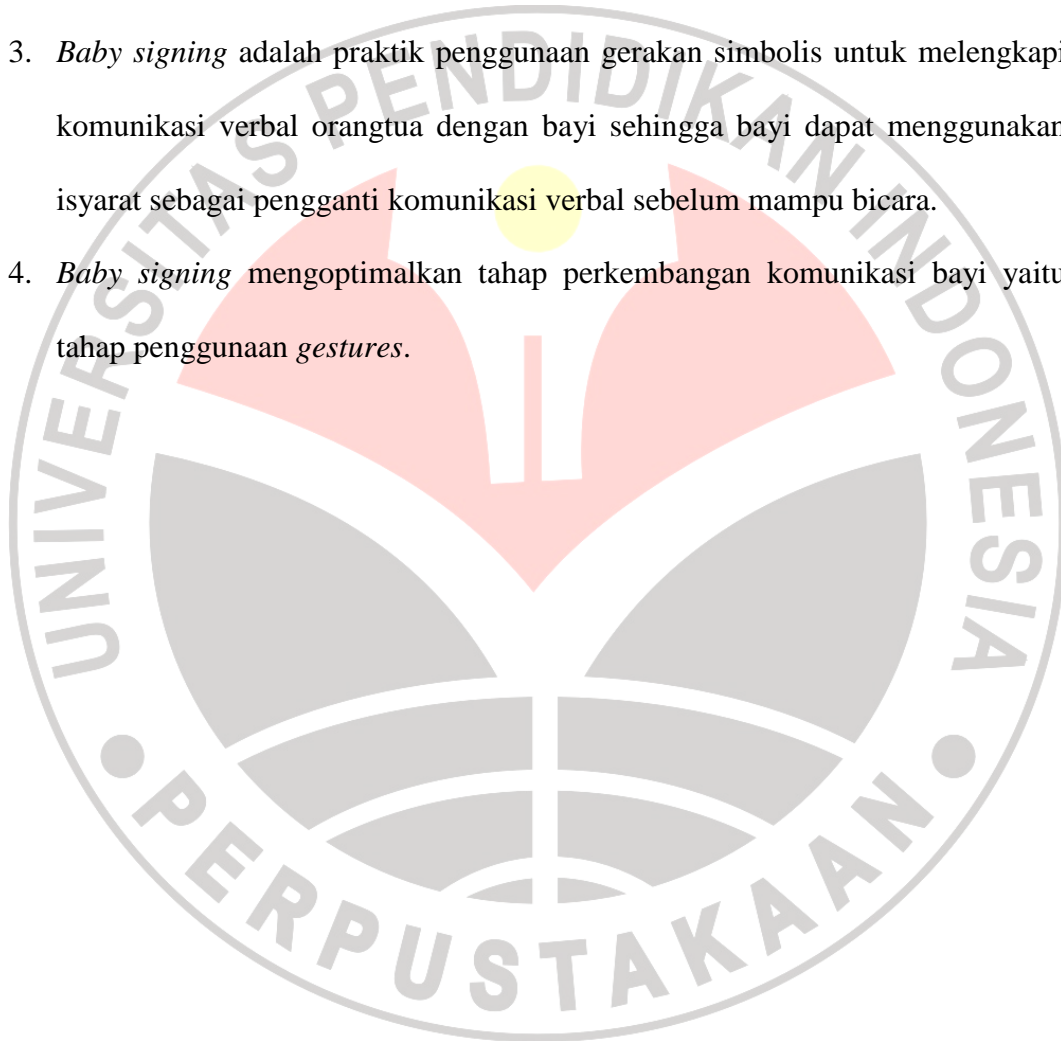 3. Baby signing adalah praktik penggunaan gerakan simbolis untuk melengkapi
komunikasi verbal orangtua dengan bayi sehingga bayi dapat menggunakan
isyarat sebagai pengganti komunikasi verbal sebelum mampu bicara.
4. Baby signing mengoptimalkan tahap perkembangan komunikasi bayi yaitu
tahap penggunaan gestures.
UNIVERSITAS PENDIDIKAN INDONESIA
PERPUSTAKAAN